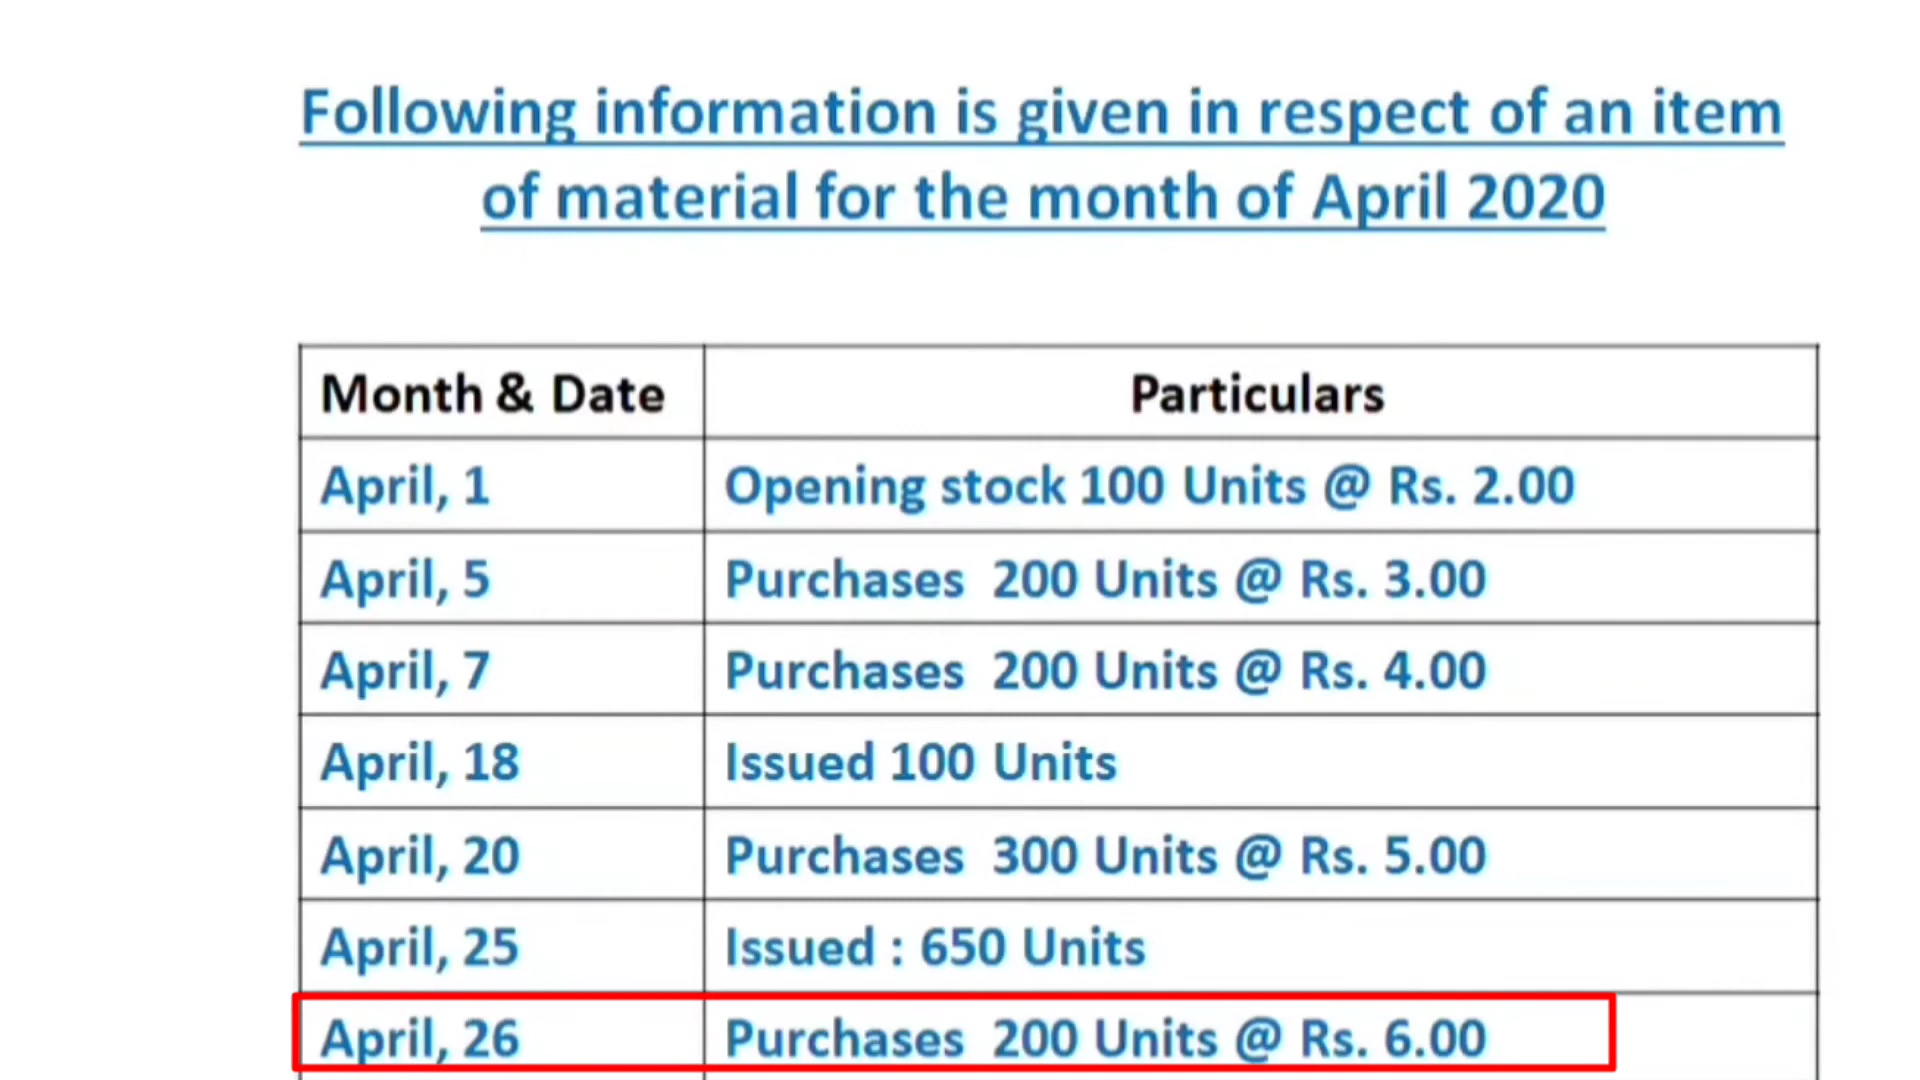 Following information is given in respect of an item
of material for the month of April 2020
Month & Date Particulars
April, 1 Opening stock 100 Units @ Rs. 2.00
April, 5 Purchases 200 Units @ Rs. 3.00
April, 7 Purchases 200 Units @ Rs. 4.00
April, 18 Issued 100 Units
April, 20 Purchases 300 Units @ Rs. 5.00
April, 25 Issued : 650 Units
April, 26 Purchases 200 Units @ Rs. 6.00